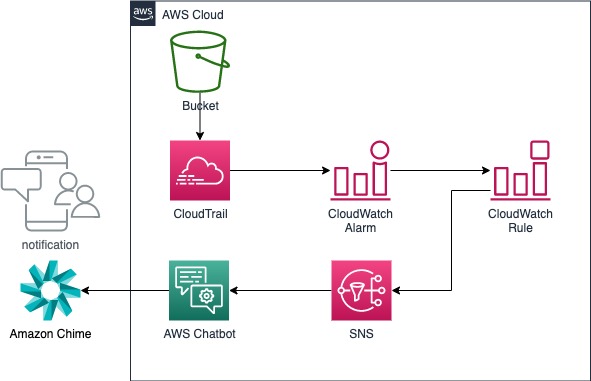 aws
AWS Cloud
Bucket
CloudTrail
CloudWatch
Alarm
CloudWatch
Rule
notification
Amazon Chime
AWS Chatbot
SNS